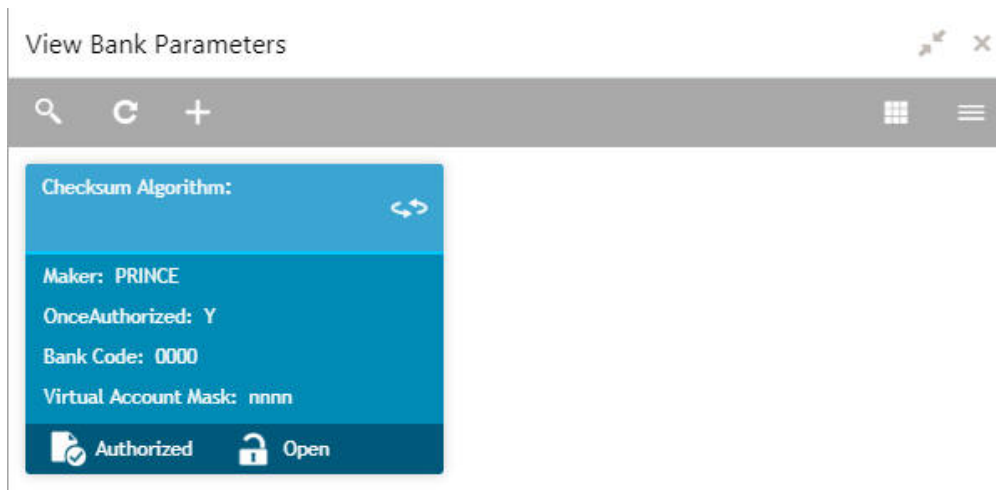 View Bank Parameters
Checksum Algorithm:
Maker: PRINCE
OnceAuthorized: Y
Bank Code: 0000
Virtual Account Mask: nnnn
Authorized Open